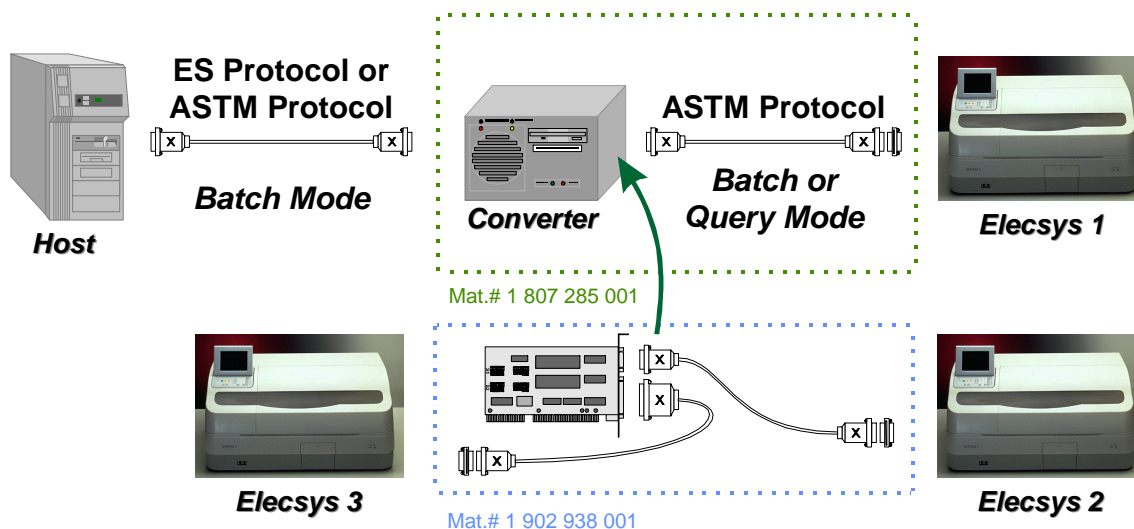 ES Protocol or
ASTM Protocol
X
X
Batch Mode
Host
Converter
ASTM Protocol
X
X
Batch or
Query Mode
Elecsys 1
Mat.# 1 807 285 001
X
X
X
X
Elecsys 3
Elecsys 2
Mat.# 1 902 938 001